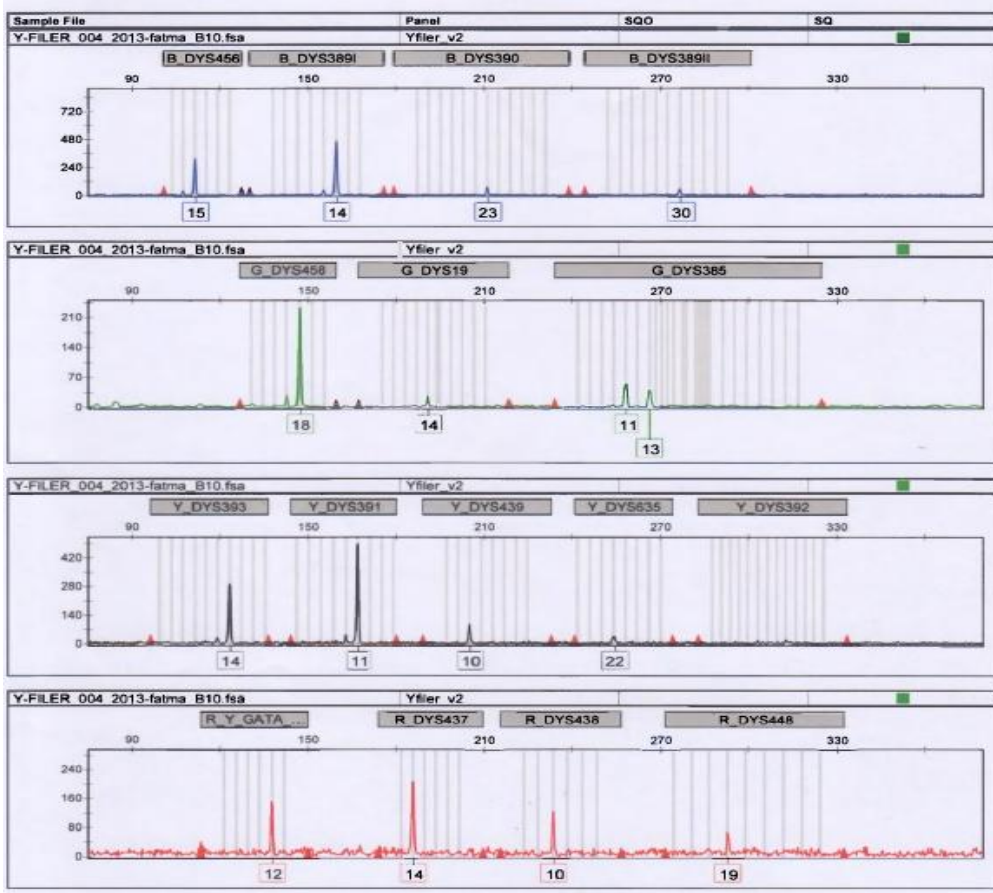 Sample File Panel SQO SQ
Y-FILER_004_2013-fatma_B10.fsa Yfiler_v2
B_DYS456 B_DYS389I B_DYS390 B_DYS389II
90 150 210 270 330
720
480
240
0
15 14 23 30
Y-FILER_004_2013-fatma_B10.fsa Yfiler_v2
G_DYS458 G_DYS19 G_DYS385
90 150 210 270 330
210
140
70
0
18 14 11
13
Y-FILER_004_2013-fatma_B10.fsa Yfiler_v2
Y_DYS393 Y_DYS391 Y_DYS439 Y_DYS635 Y_DYS392
90 150 210 270 330
420
280
140
0
14 11 10 22
Y-FILER_004_2013-fatma_B10.fsa Yfiler_v2
R_Y_GATA_... R_DYS437 R_DYS438 R_DYS448
90 150 210 270 330
240
160
80
0
12 14 10 19